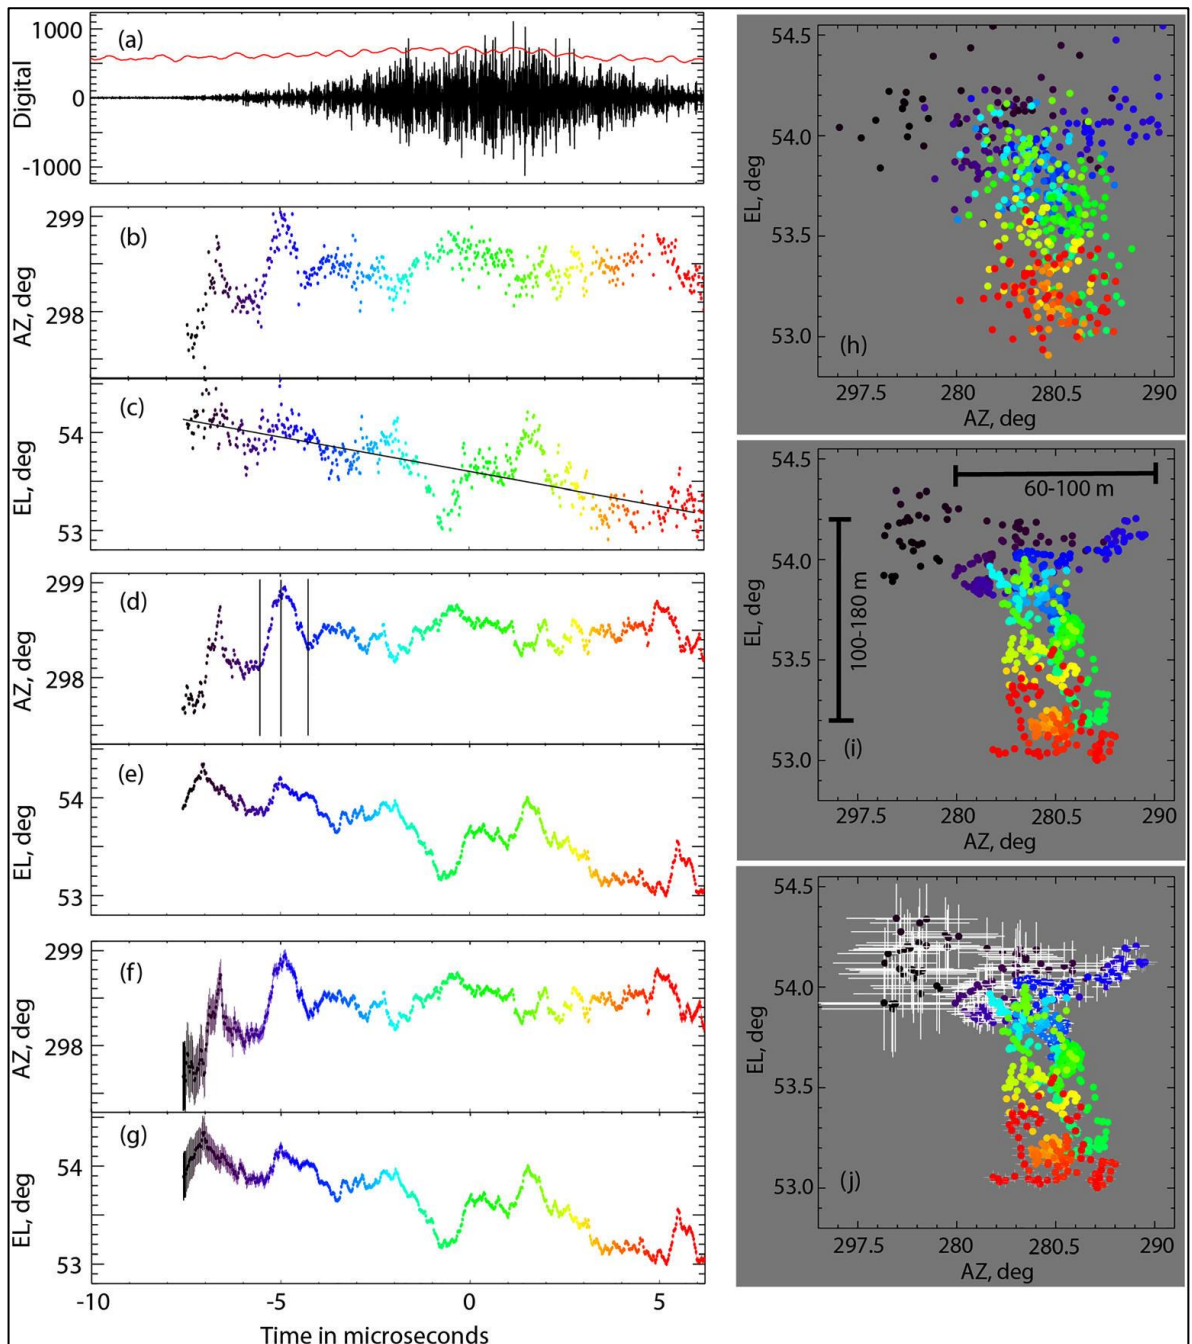 (a)
Digital
1000
0
-1000
(b)
AZ, deg
299
298
(c)
EL, deg
54
53
(d)
AZ, deg
299
298
(e)
EL, deg
54
53
(f)
AZ, deg
299
298
(g)
EL, deg
54
53
-10
-5
0
5
Time in microseconds
54.5
54.0
53.5
53.0
EL, deg
(h)
297.5
280
280.5
290
AZ, deg
54.5
54.0
53.5
53.0
EL, deg
60-100 m
100-180 m
(i)
297.5
280
280.5
290
AZ, deg
54.5
54.0
53.5
53.0
EL, deg
(j)
297.5
280
280.5
290
AZ, deg